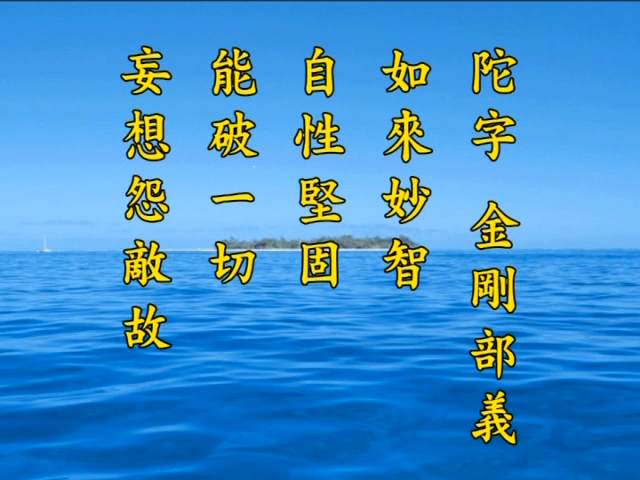 陀字 金剛部義
如來妙智
自性堅固
能破一切
妄想怨敵故